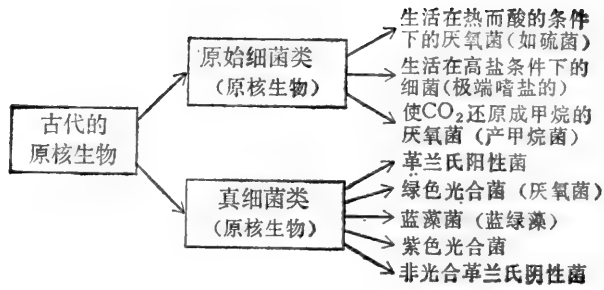 古代的
原核生物
原始细菌类
(原核生物)
真细菌类
(原核生物)
生活在热而酸的条件
下的厌氧菌(如硫菌)
生活在高盐条件下的
细菌(极端嗜盐的)
使CO₂还原成甲烷的
厌氧菌(产甲烷菌)
革兰氏阴性菌
绿色光合菌(厌氧菌)
蓝藻菌(蓝绿藻)
紫色光合菌
非光合革兰氏阴性菌